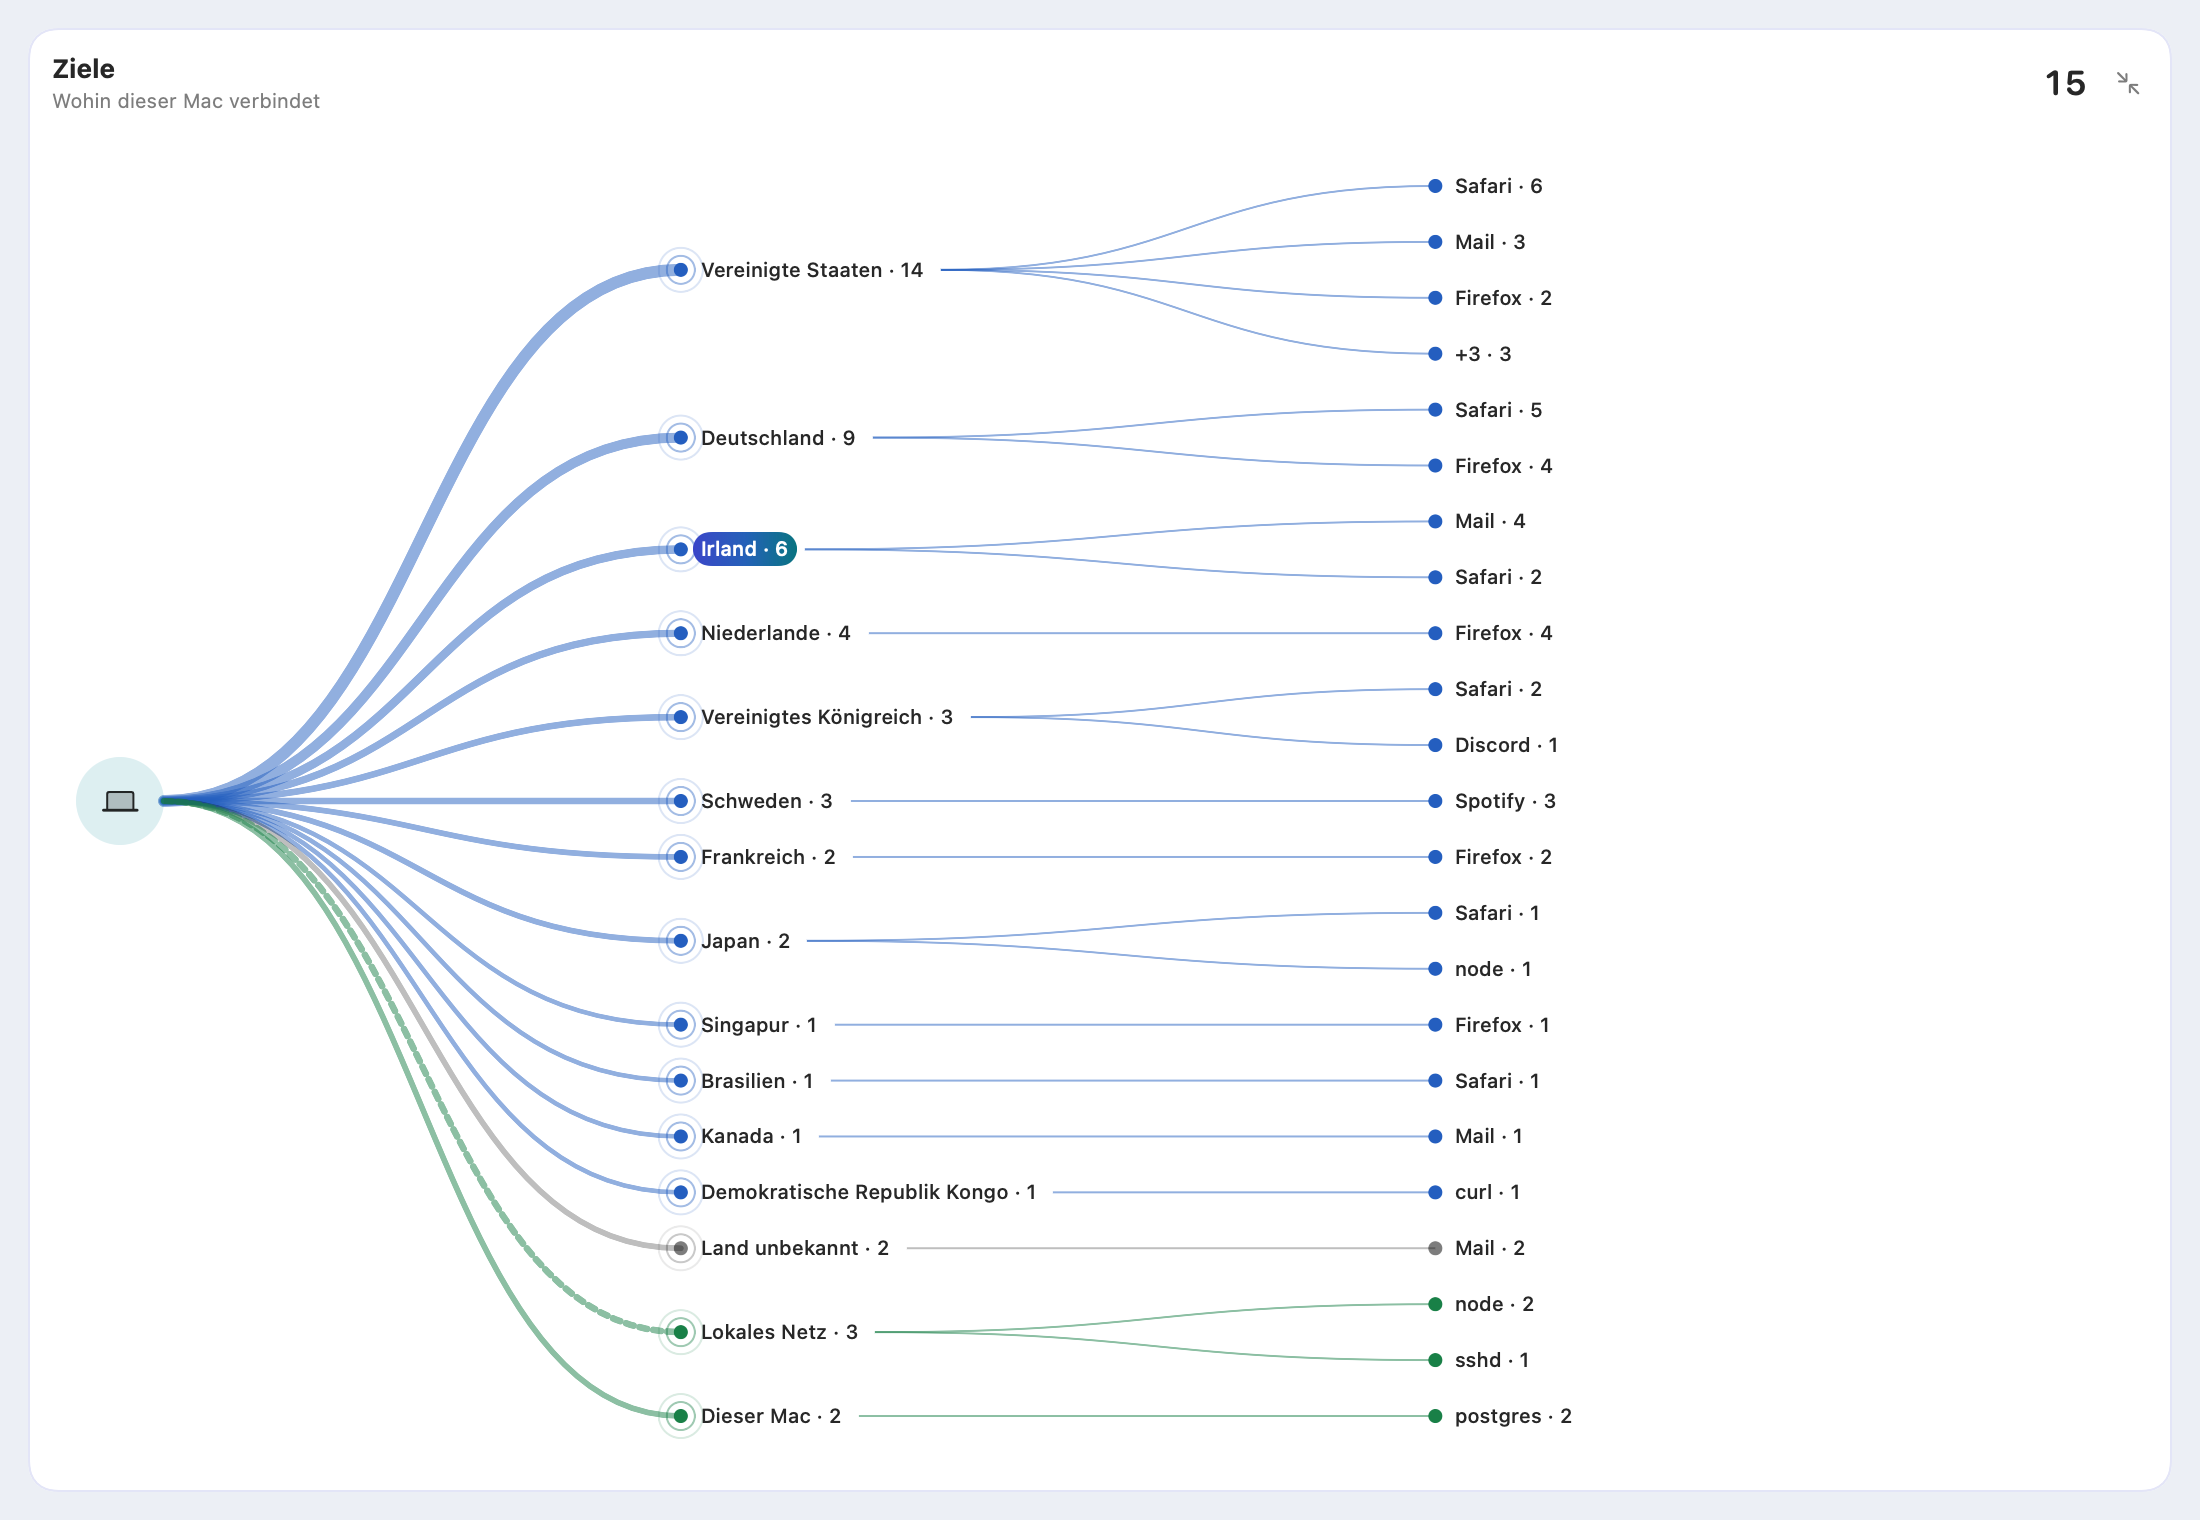 Ziele
Wohin dieser Mac verbindet
15
Vereinigte Staaten · 14
Safari · 6
Mail · 3
Firefox · 2
+3 · 3
Deutschland · 9
Safari · 5
Firefox · 4
Irland · 6
Mail · 4
Safari · 2
Niederlande · 4
Firefox · 4
Vereinigtes Königreich · 3
Safari · 2
Discord · 1
Schweden · 3
Spotify · 3
Frankreich · 2
Firefox · 2
Japan · 2
Safari · 1
node · 1
Singapur · 1
Firefox · 1
Brasilien · 1
Safari · 1
Kanada · 1
Mail · 1
Demokratische Republik Kongo · 1
curl · 1
Land unbekannt · 2
Mail · 2
Lokales Netz · 3
node · 2
sshd · 1
Dieser Mac · 2
postgres · 2